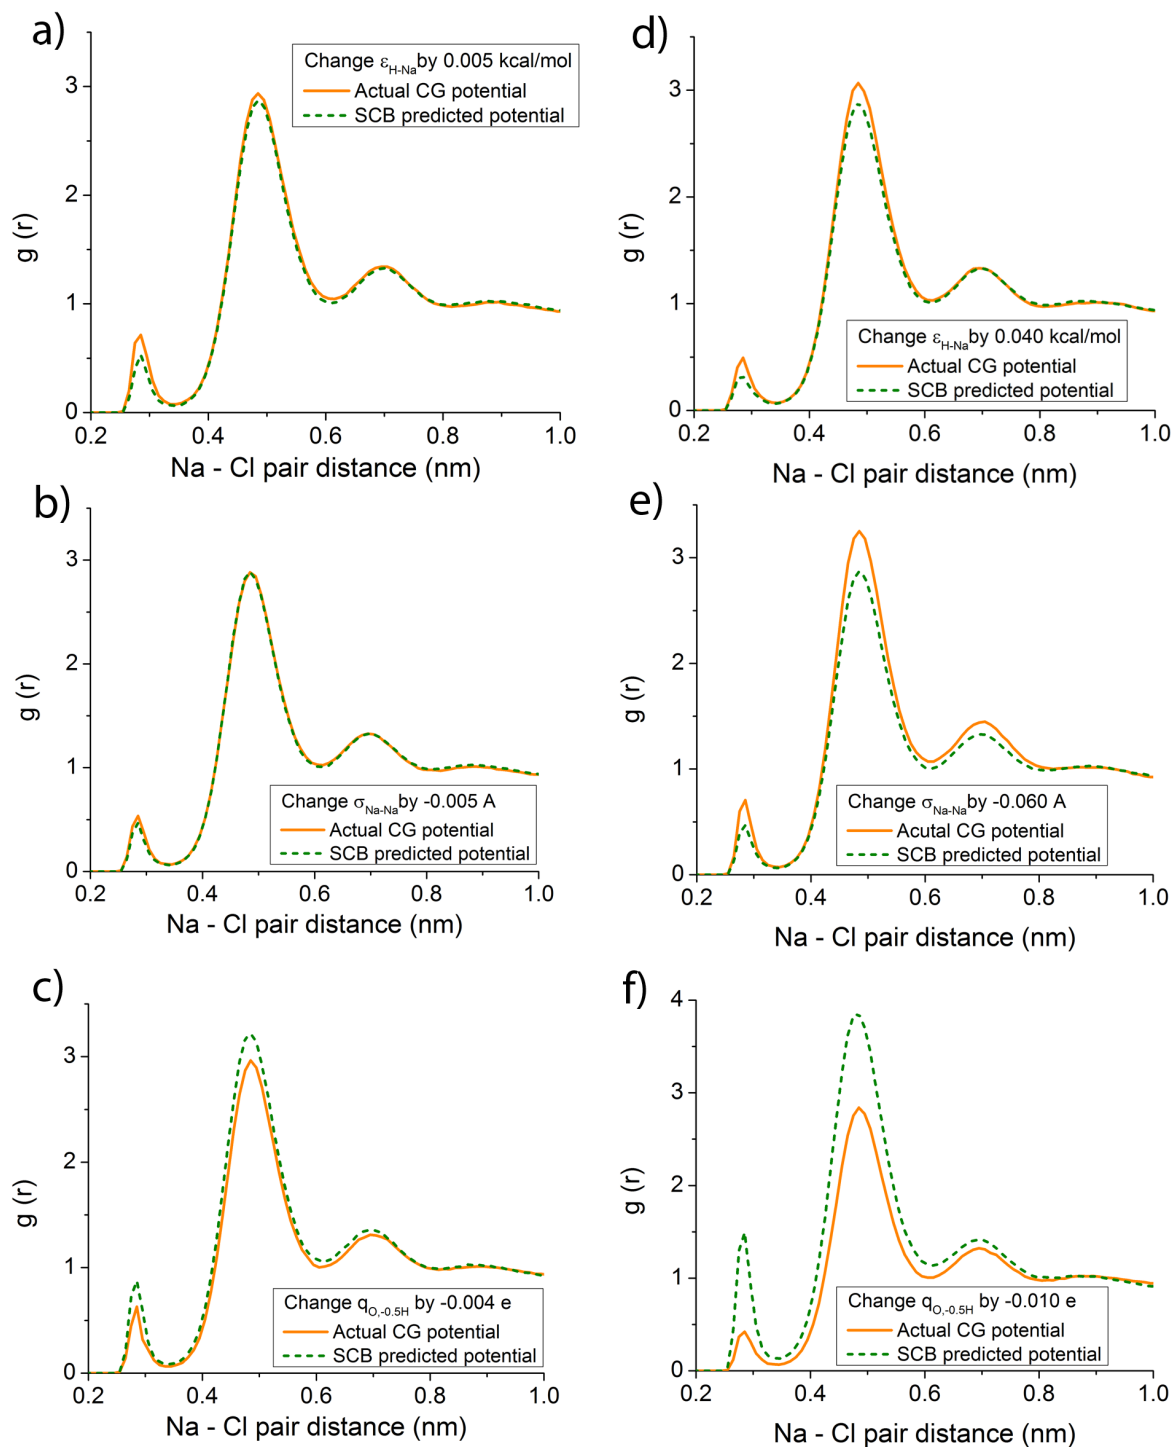 a)
Change εH-Na by 0.005 kcal/mol
Actual CG potential
SCB predicted potential
3
2
1
0
g (r)
0.2 0.4 0.6 0.8 1.0
Na - Cl pair distance (nm)
d)
3
2
1
0
g (r)
Change εH-Na by 0.040 kcal/mol
Actual CG potential
SCB predicted potential
0.2 0.4 0.6 0.8 1.0
Na - Cl pair distance (nm)
b)
3
2
1
0
g (r)
Change σNa-Na by -0.005 A
Actual CG potential
SCB predicted potential
0.2 0.4 0.6 0.8 1.0
Na - Cl pair distance (nm)
e)
3
2
1
0
g (r)
Change σNa-Na by -0.060 A
Acutal CG potential
SCB predicted potential
0.2 0.4 0.6 0.8 1.0
Na - Cl pair distance (nm)
c)
3
2
1
0
g (r)
Change qO,-0.5H by -0.004 e
Actual CG potential
SCB predicted potential
0.2 0.4 0.6 0.8 1.0
Na - Cl pair distance (nm)
f)
4
3
2
1
0
g (r)
Change qO,-0.5H by -0.010 e
Actual CG potential
SCB predicted potential
0.2 0.4 0.6 0.8 1.0
Na - Cl pair distance (nm)